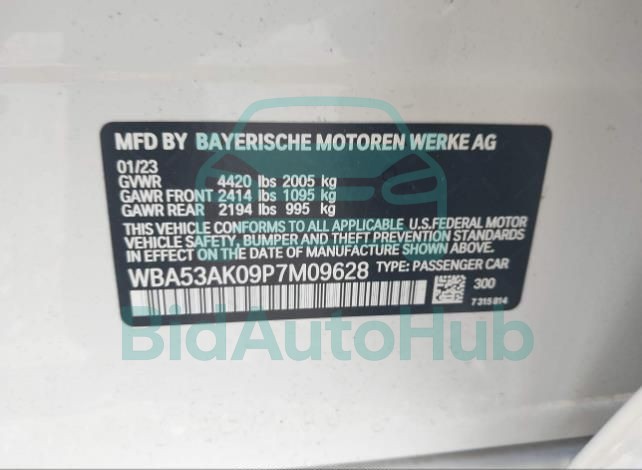 MFD BY BAYERISCHE MOTOREN WERKE AG
01/23
GVWR 4420 lbs 2005 kg
GAWR FRONT 2414 lbs 1095 kg
GAWR REAR 2194 lbs 995 kg
THIS VEHICLE CONFORMS TO ALL APPLICABLE U.S.FEDERAL MOTOR
VEHICLE SAFETY, BUMPER, AND THEFT PREVENTION STANDARDS
IN EFFECT ON THE DATE OF MANUFACTURE SHOWN ABOVE.
WBA53AK09P7M09628 TYPE: PASSENGER CAR
300
7 315 814
BidAutoHub